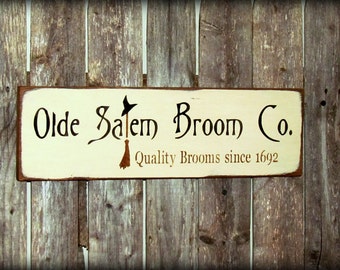 Olde Salem Broom Co.
Quality Brooms since 1692